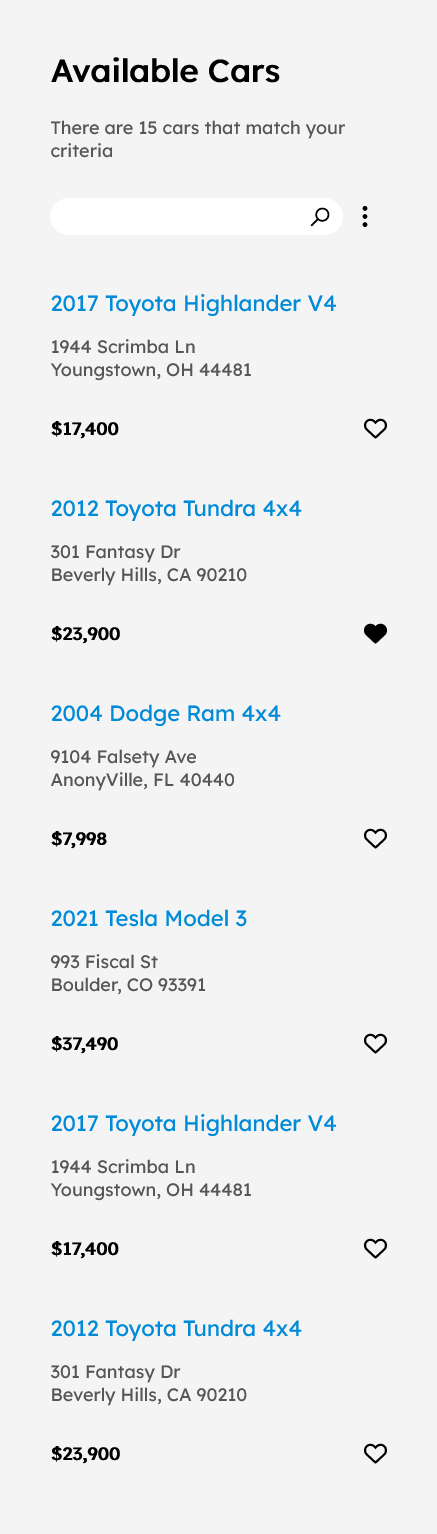 Available Cars
There are 15 cars that match your
criteria
2017 Toyota Highlander V4
1944 Scrimba Ln
Youngstown, OH 44481
$17,400
2012 Toyota Tundra 4x4
301 Fantasy Dr
Beverly Hills, CA 90210
$23,900
2004 Dodge Ram 4x4
9104 Falsety Ave
AnonyVille, FL 40440
$7,998
2021 Tesla Model 3
993 Fiscal St
Boulder, CO 93391
$37,490
2017 Toyota Highlander V4
1944 Scrimba Ln
Youngstown, OH 44481
$17,400
2012 Toyota Tundra 4x4
301 Fantasy Dr
Beverly Hills, CA 90210
$23,900